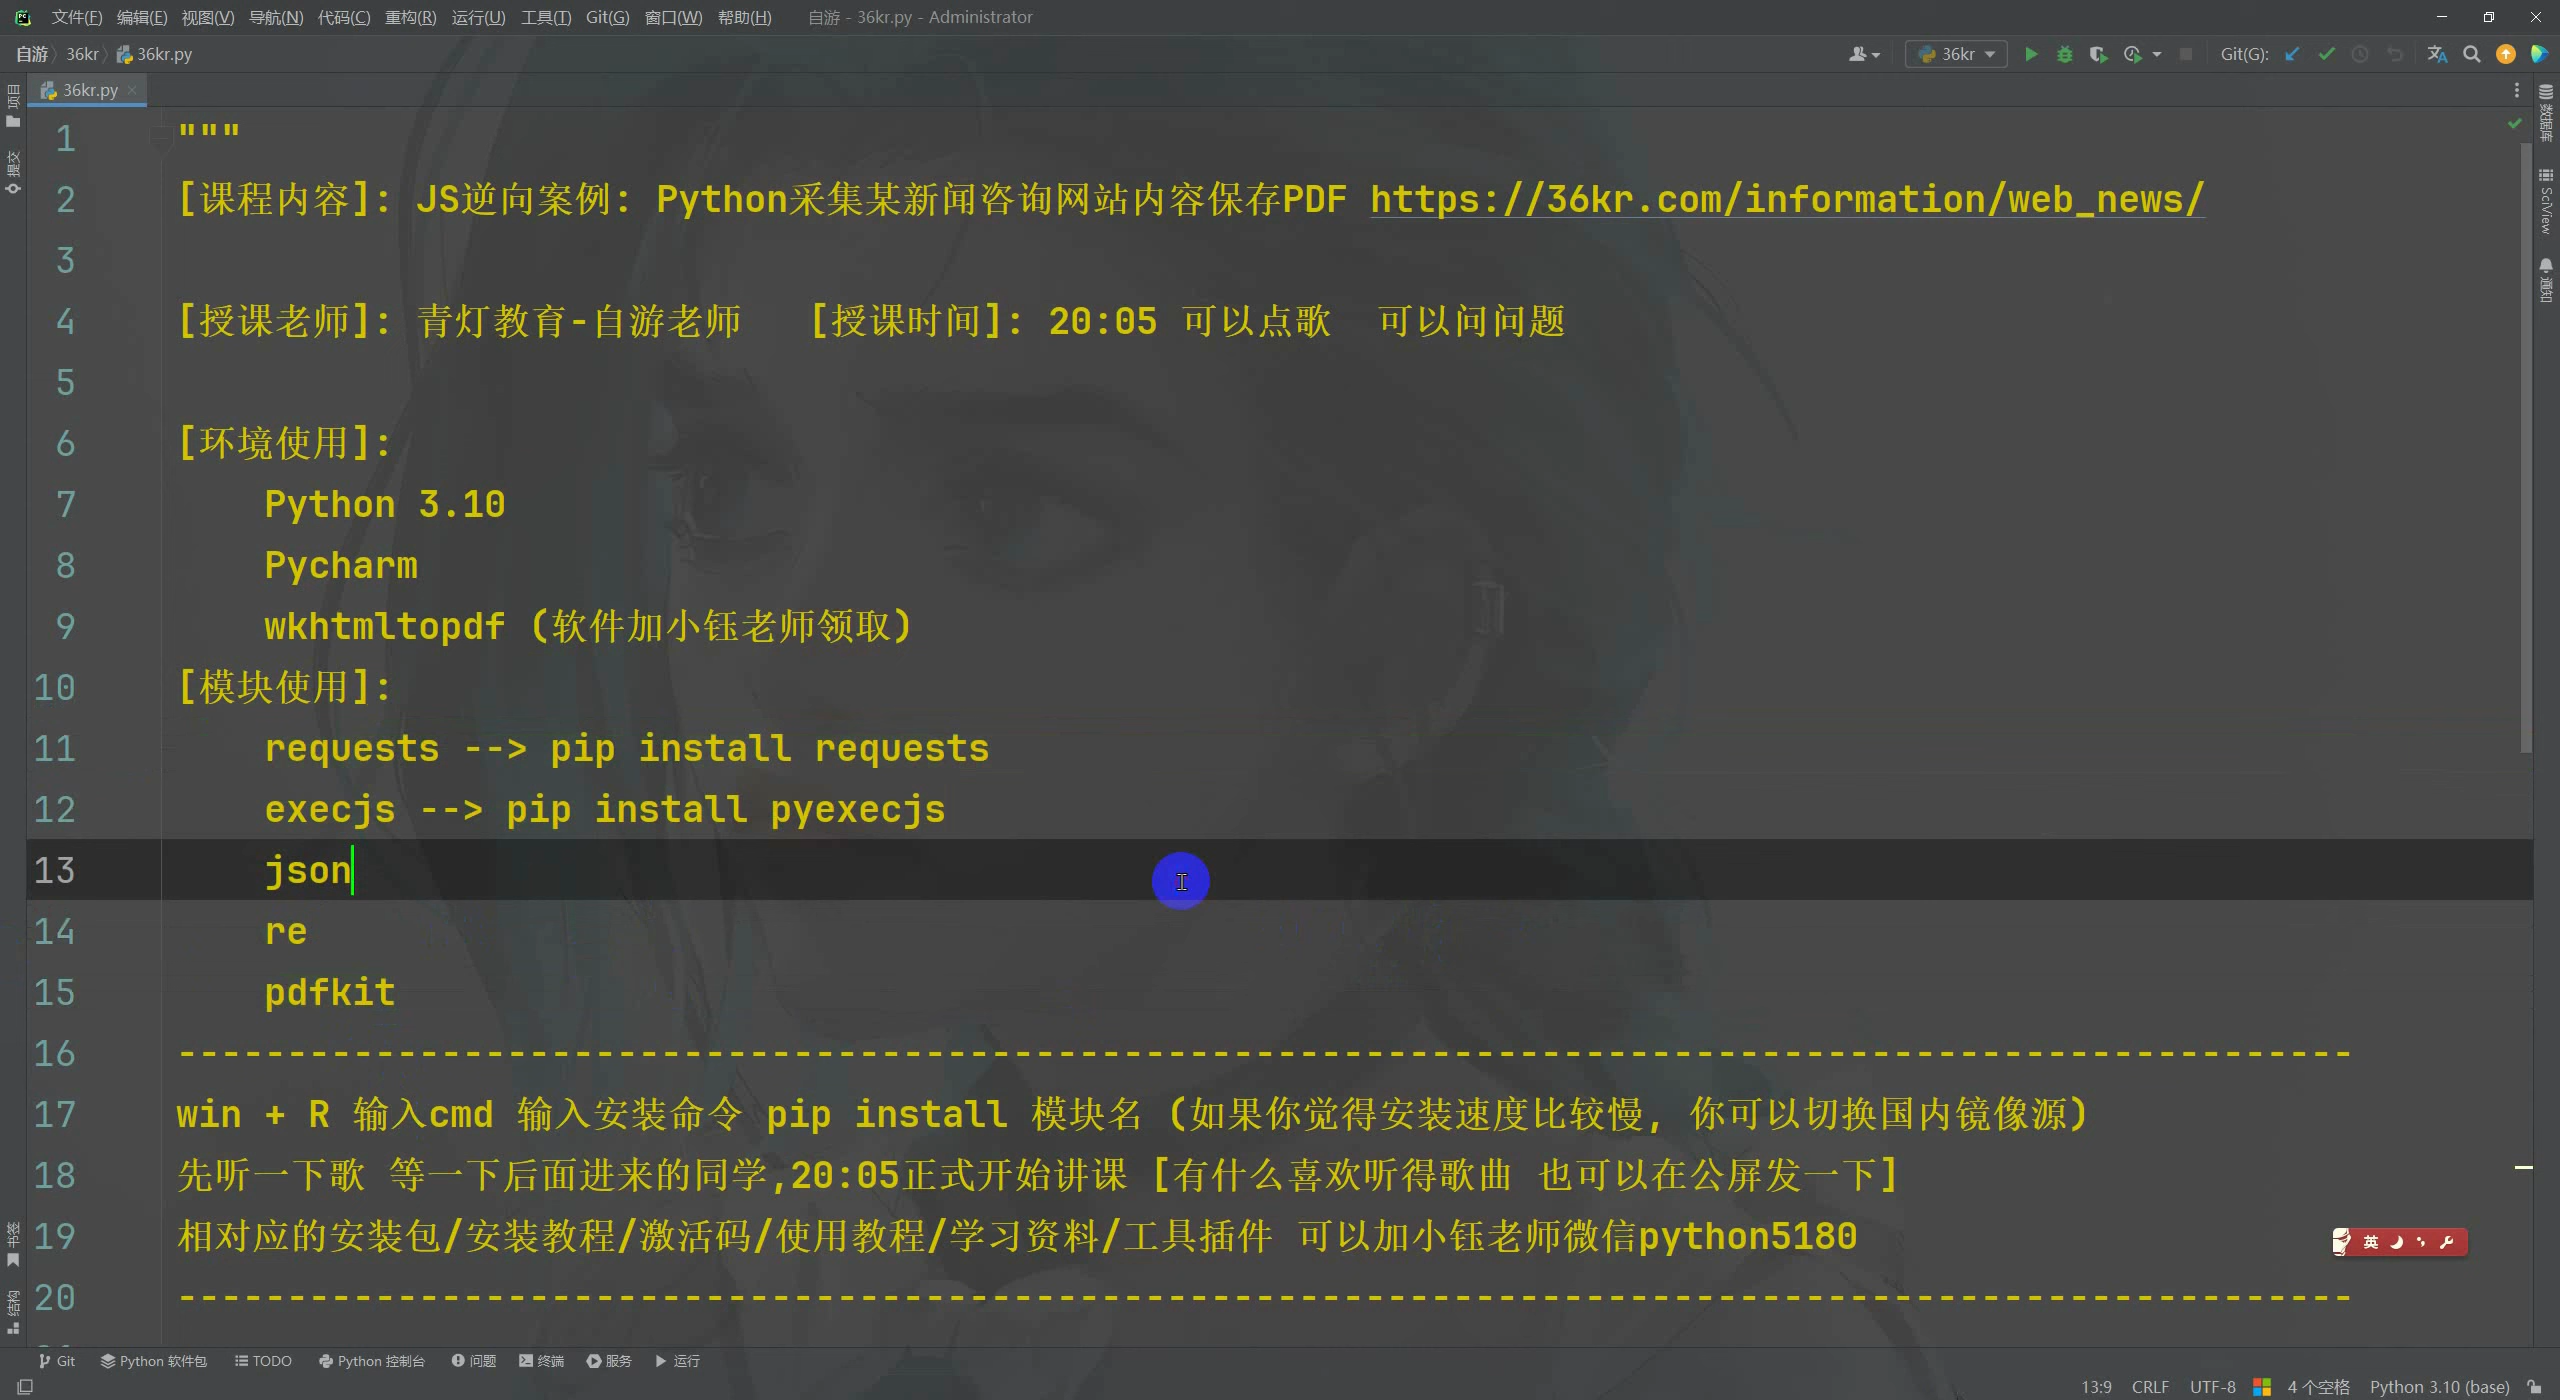 文件(F) 编辑(E) 视图(V) 导航(N) 代码(C) 重构(R) 运行(U) 工具(T) Git(G) 窗口(W) 帮助(H) 自游 - 36kr.py - Administrator
自游 36kr 36kr.py 36kr Git(G):
项目 36kr.py
提交
数据库
SciView
通知
1 """
2 [课程内容]: JS逆向案例: Python采集某新闻咨询网站内容保存PDF https://36kr.com/information/web_news/
3
4 [授课老师]: 青灯教育-自游老师 [授课时间]: 20:05 可以点歌 可以问问题
5
6 [环境使用]:
7 Python 3.10
8 Pycharm
9 wkhtmltopdf (软件加小钰老师领取)
10 [模块使用]:
11 requests --> pip install requests
12 execjs --> pip install pyexecjs
13 json
14 re
15 pdfkit
16 ----------------------------------------------------------------------------------------------------
17 win + R 输入cmd 输入安装命令 pip install 模块名 (如果你觉得安装速度比较慢, 你可以切换国内镜像源)
18 先听一下歌 等一下后面进来的同学,20:05正式开始讲课 [有什么喜欢听得歌曲 也可以在公屏发一下]
19 相对应的安装包/安装教程/激活码/使用教程/学习资料/工具插件 可以加小钰老师微信python5180
英
20 ----------------------------------------------------------------------------------------------------
书签
结构
Git Python 软件包 TODO Python 控制台 问题 终端 服务 运行
13:9 CRLF UTF-8 4 个空格 Python 3.10 (base)